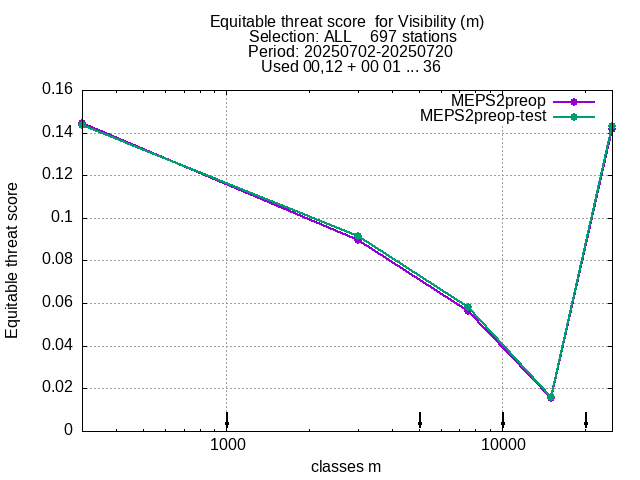 Equitable threat score  for Visibility (m)
Selection: ALL    697 stations
Period: 20250702-20250720
Used 00,12 + 00 01 ... 36
MEPS2preop
MEPS2preop-test
Equitable threat score
0.16
0.14
0.12
0.1
0.08
0.06
0.04
0.02
0
1000 10000
classes m